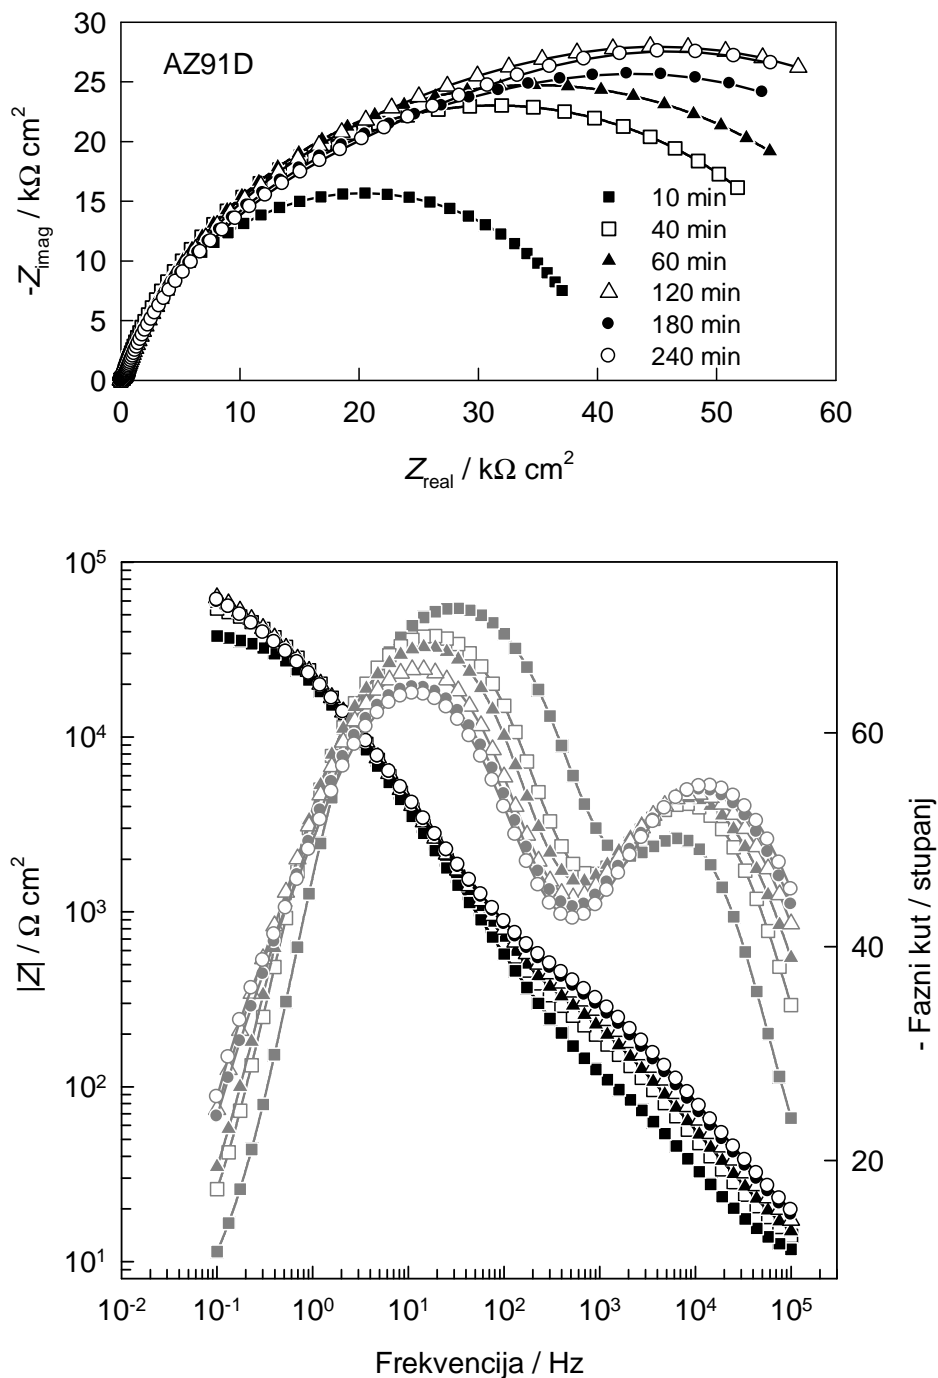 30
AZ91D
25
20
15
10
5
0
-Zimag / kΩ cm²
10 min
40 min
60 min
120 min
180 min
240 min
0 10 20 30 40 50 60
Zreal / kΩ cm²
10⁵
10⁴
10³
10²
10¹
|Z| / Ω cm²
60
40
20
- Fazni kut / stupanj
10⁻² 10⁻¹ 10⁰ 10¹ 10² 10³ 10⁴ 10⁵
Frekvencija / Hz